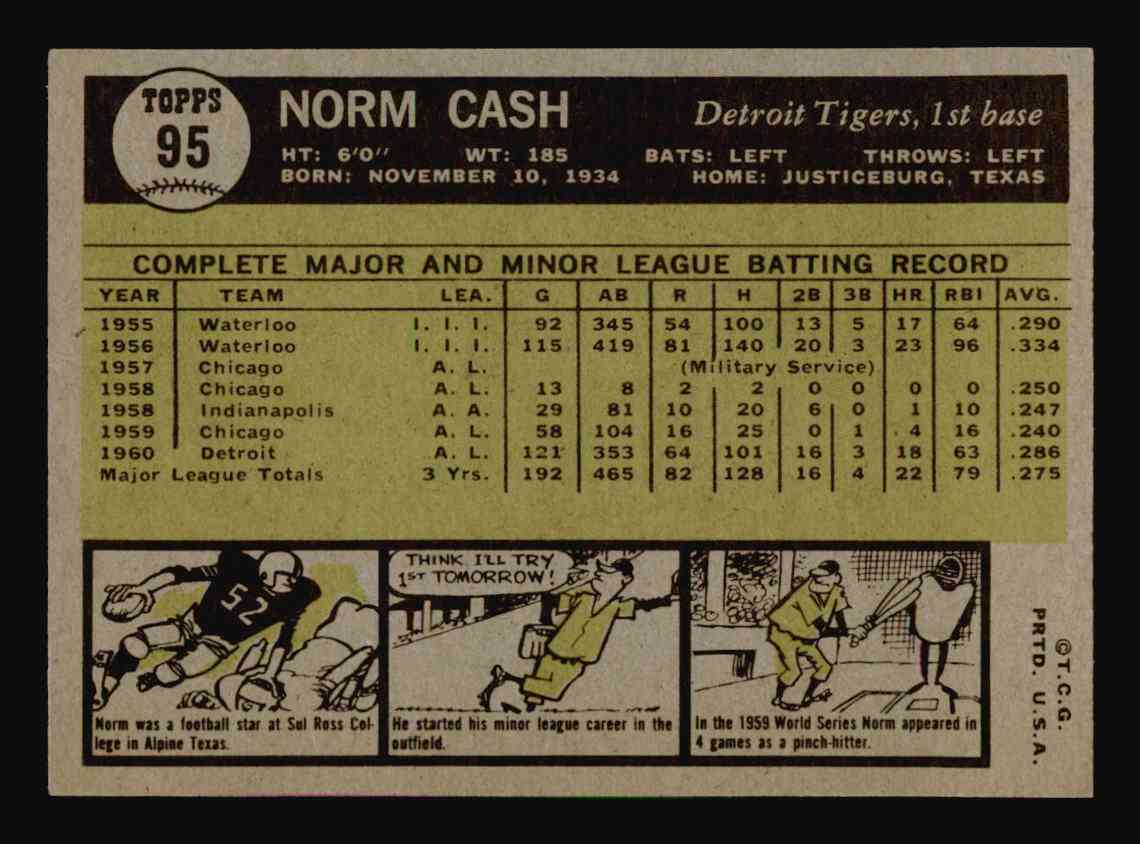 TOPPS
95
NORM CASH
Detroit Tigers, 1st base
HT: 6'0" WT: 185 BATS: LEFT THROWS: LEFT
BORN: NOVEMBER 10, 1934 HOME: JUSTICEBURG, TEXAS
COMPLETE MAJOR AND MINOR LEAGUE BATTING RECORD
YEAR TEAM LEA. G AB R H 2B 3B HR RBI AVG.
1955 Waterloo I. I. I. 92 345 54 100 13 5 17 64 .290
1956 Waterloo I. I. I. 115 419 81 140 20 3 23 96 .334
1957 Chicago A. L. (Military Service)
1958 Chicago A. L. 13 8 2 2 0 0 0 0 .250
1958 Indianapolis A. A. 29 81 10 20 6 0 1 10 .247
1959 Chicago A. L. 58 104 16 25 0 1 4 16 .240
1960 Detroit A. L. 121 353 64 101 16 3 18 63 .286
Major League Totals 3 Yrs. 192 465 82 128 16 4 22 79 .275
52
Norm was a football star at Sul Ross Col-
lege in Alpine Texas.
THINK I'LL TRY
1ST TOMORROW!
He started his minor league career in the
outfield.
In the 1959 World Series Norm appeared in
4 games as a pinch-hitter.
©T.C.G.
PRTD. U.S.A.